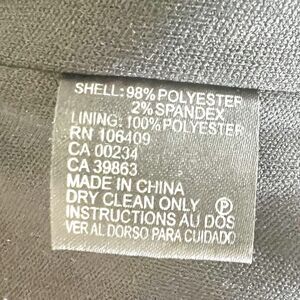 SHELL: 98% POLYESTER
2% SPANDEX
LINING: 100% POLYESTER
RN 106409
CA 00234
CA 39863
MADE IN CHINA
DRY CLEAN ONLY Ⓟ
INSTRUCTIONS AU DOS
VER AL DORSO PARA CUIDADO